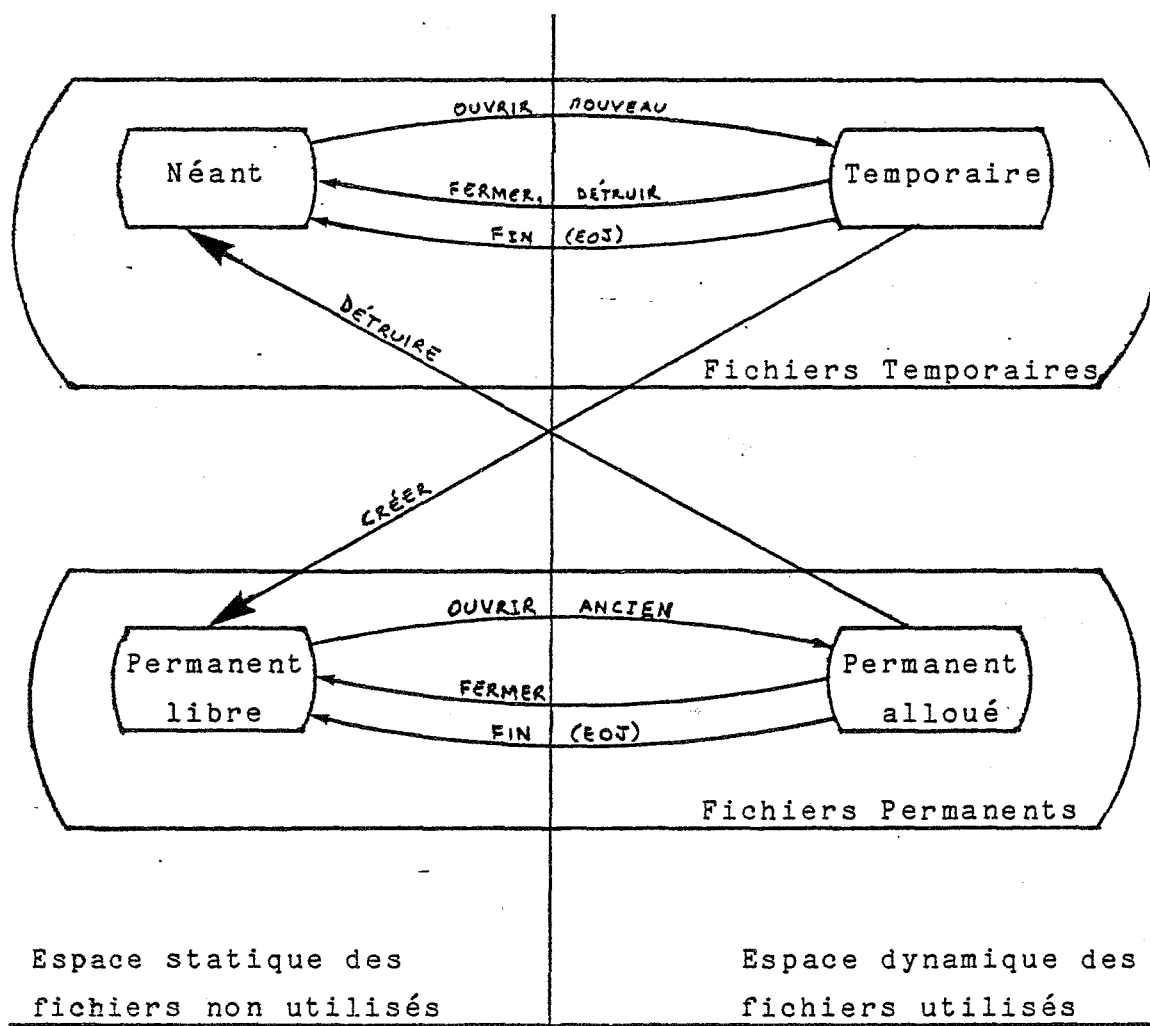 OUVRIR NOUVEAU
Néant
Temporaire
FERMER, DÉTRUIR
FIN (EOJ)
DÉTRUIRE
Fichiers Temporaires
CRÉER
OUVRIR ANCIEN
Permanent
libre
Permanent
alloué
FERMER
FIN (EOJ)
Fichiers Permanents
Espace statique des
fichiers non utilisés
Espace dynamique des
fichiers utilisés